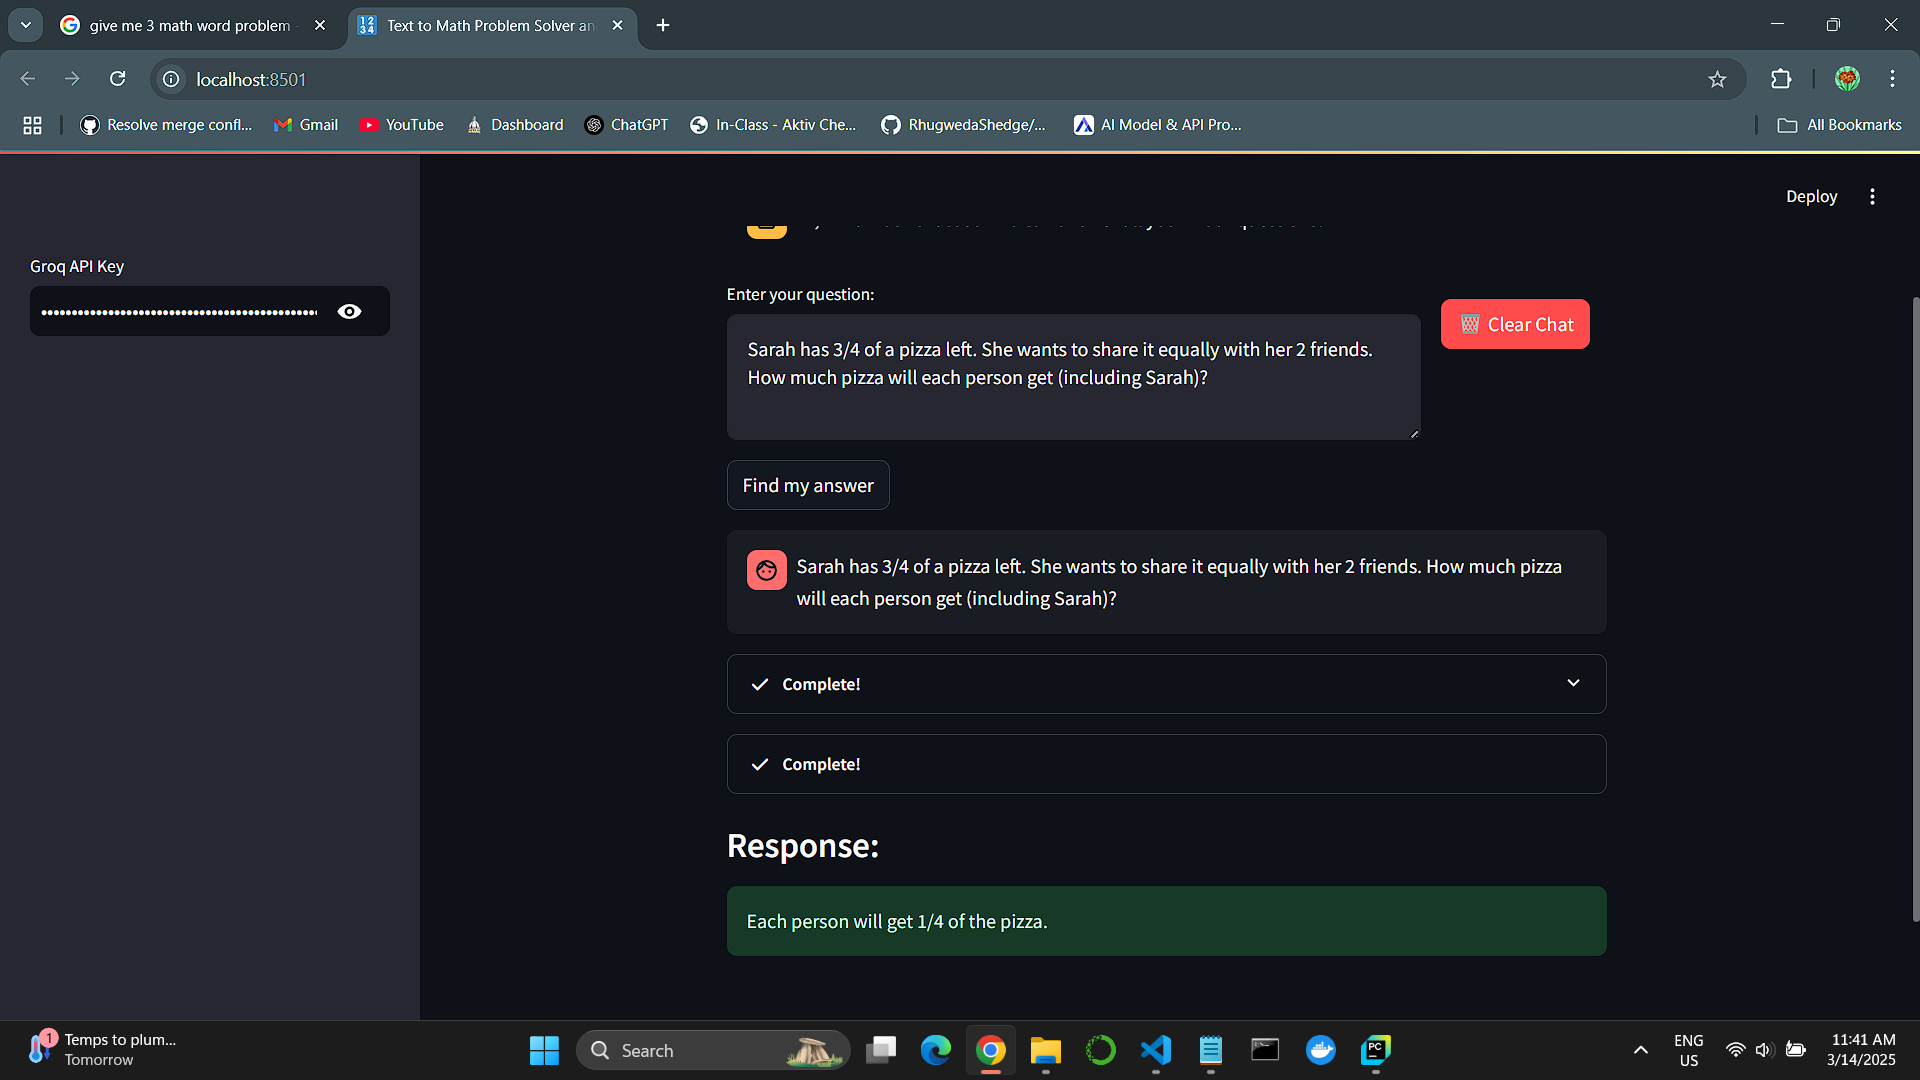 give me 3 math word problem
Text to Math Problem Solver an
localhost:8501
Resolve merge confl...
Gmail
YouTube
Dashboard
ChatGPT
In-Class - Aktiv Che...
RhugwedaShedge/...
AI Model & API Pro...
All Bookmarks
Deploy
Groq API Key
Enter your question:
Clear Chat
Sarah has 3/4 of a pizza left. She wants to share it equally with her 2 friends.
How much pizza will each person get (including Sarah)?
Find my answer
Sarah has 3/4 of a pizza left. She wants to share it equally with her 2 friends. How much pizza
will each person get (including Sarah)?
Complete!
Complete!
Response:
Each person will get 1/4 of the pizza.
1
Temps to plum...
Tomorrow
Search
ENG
US
11:41 AM
3/14/2025